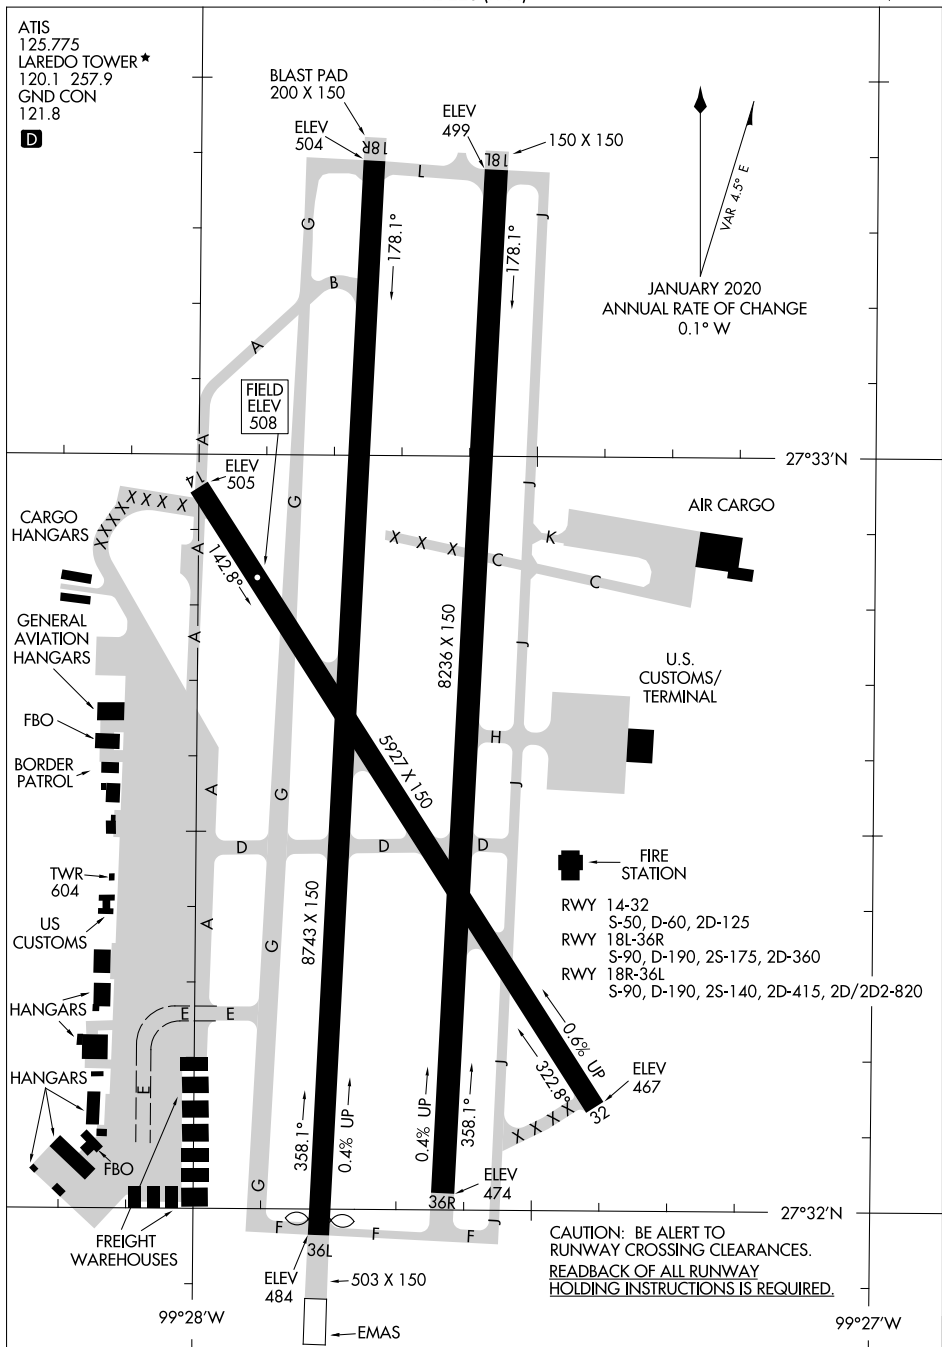 ATIS
125.775
LAREDO TOWER★
120.1 257.9
GND CON
121.8
D
BLAST PAD
200 X 150
ELEV
504
18R
ELEV
499
18L
150 X 150
VAR 4.5° E
JANUARY 2020
ANNUAL RATE OF CHANGE
0.1° W
L
G
J
178.1°
178.1°
B
A
FIELD
ELEV
508
A
27°33'N
14
ELEV
505
X X X X X X X X
CARGO
HANGARS
A
142.8°
G
J
X X X
C
C
K
AIR CARGO
GENERAL
AVIATION
HANGARS
A
8236 X 150
J
U.S.
CUSTOMS/
TERMINAL
FBO
BORDER
PATROL
H
5927 X 150
A
G
J
D
D
D
TWR
604
FIRE
STATION
US
CUSTOMS
A
G
8743 X 150
RWY 14-32
S-50, D-60, 2D-125
RWY 18L-36R
S-90, D-190, 2S-175, 2D-360
RWY 18R-36L
S-90, D-190, 2S-140, 2D-415, 2D/2D2-820
HANGARS
E
E
E
HANGARS
J
0.6% UP
322.8°
ELEV
467
32
X X X X
358.1°
0.4% UP
0.4% UP
358.1°
FBO
G
36R
ELEV
474
J
27°32'N
FREIGHT
WAREHOUSES
F
F
F
36L
ELEV
484
503 X 150
EMAS
CAUTION: BE ALERT TO
RUNWAY CROSSING CLEARANCES.
READBACK OF ALL RUNWAY
HOLDING INSTRUCTIONS IS REQUIRED.
99°28'W
99°27'W